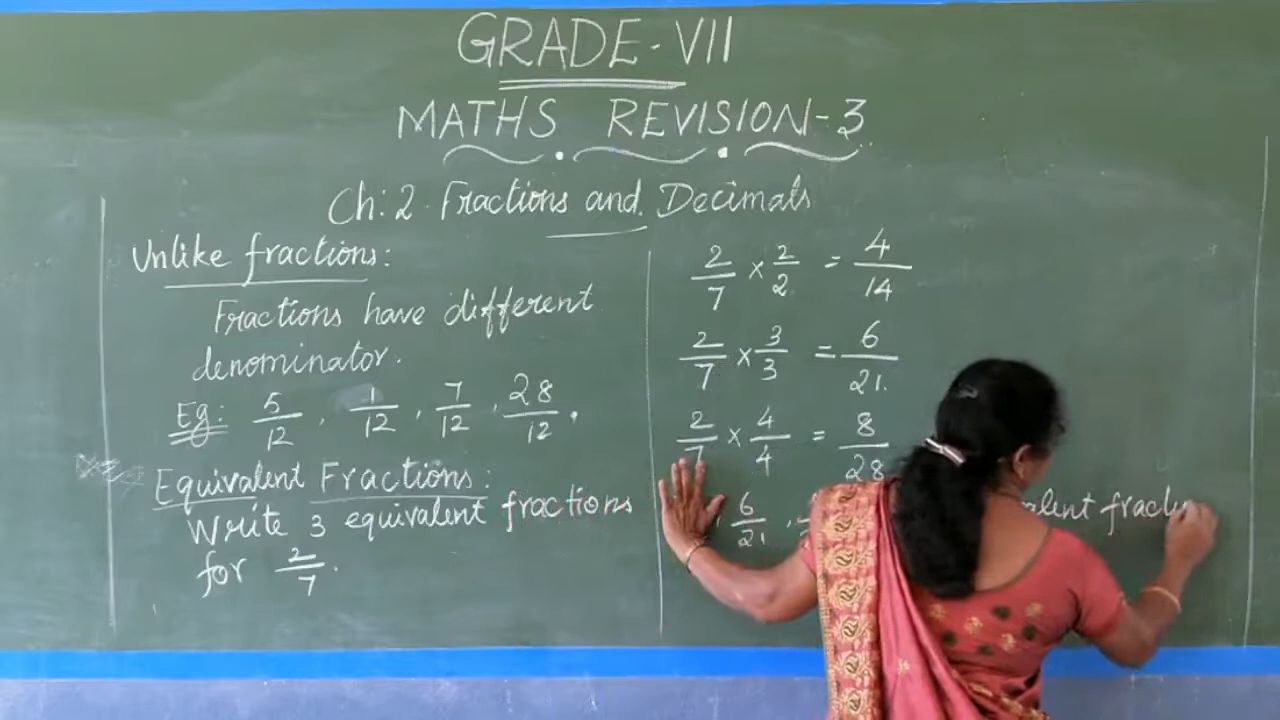 GRADE-VII
MATHS REVISION-3
Ch: 2. Fractions and Decimals
Unlike fractions:
Fractions have different
denominator.
Eg: 5/12, 1/12, 7/12, 28/12.
Equivalent Fractions:
Write 3 equivalent fractions
for 2/7.
2/7 × 2/2 = 4/14
2/7 × 3/3 = 6/21
2/7 × 4/4 = 8/28
, 6/21,